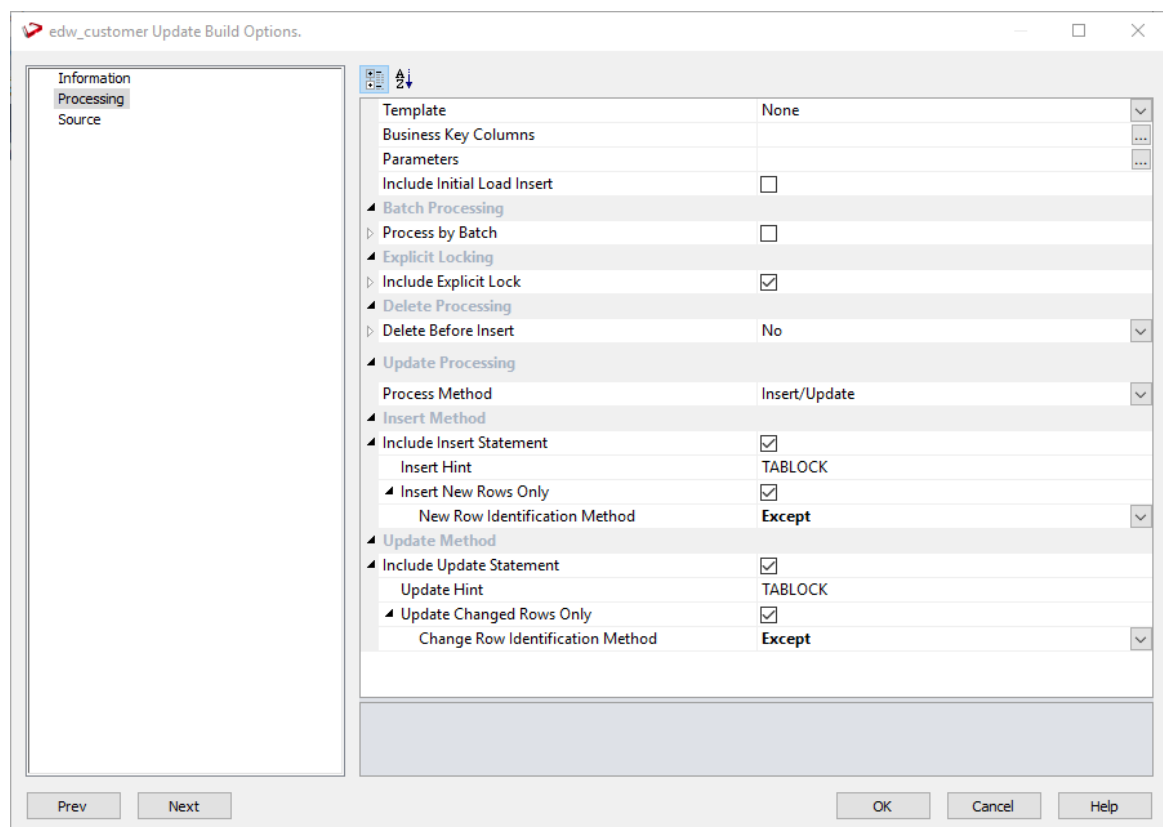 edw_customer Update Build Options.
Information
Processing
Source
Template None
Business Key Columns ...
Parameters ...
Include Initial Load Insert
Batch Processing
Process by Batch
Explicit Locking
Include Explicit Lock
Delete Processing
Delete Before Insert No
Update Processing
Process Method Insert/Update
Insert Method
Include Insert Statement
Insert Hint TABLOCK
Insert New Rows Only
New Row Identification Method Except
Update Method
Include Update Statement
Update Hint TABLOCK
Update Changed Rows Only
Change Row Identification Method Except
Prev Next OK Cancel Help